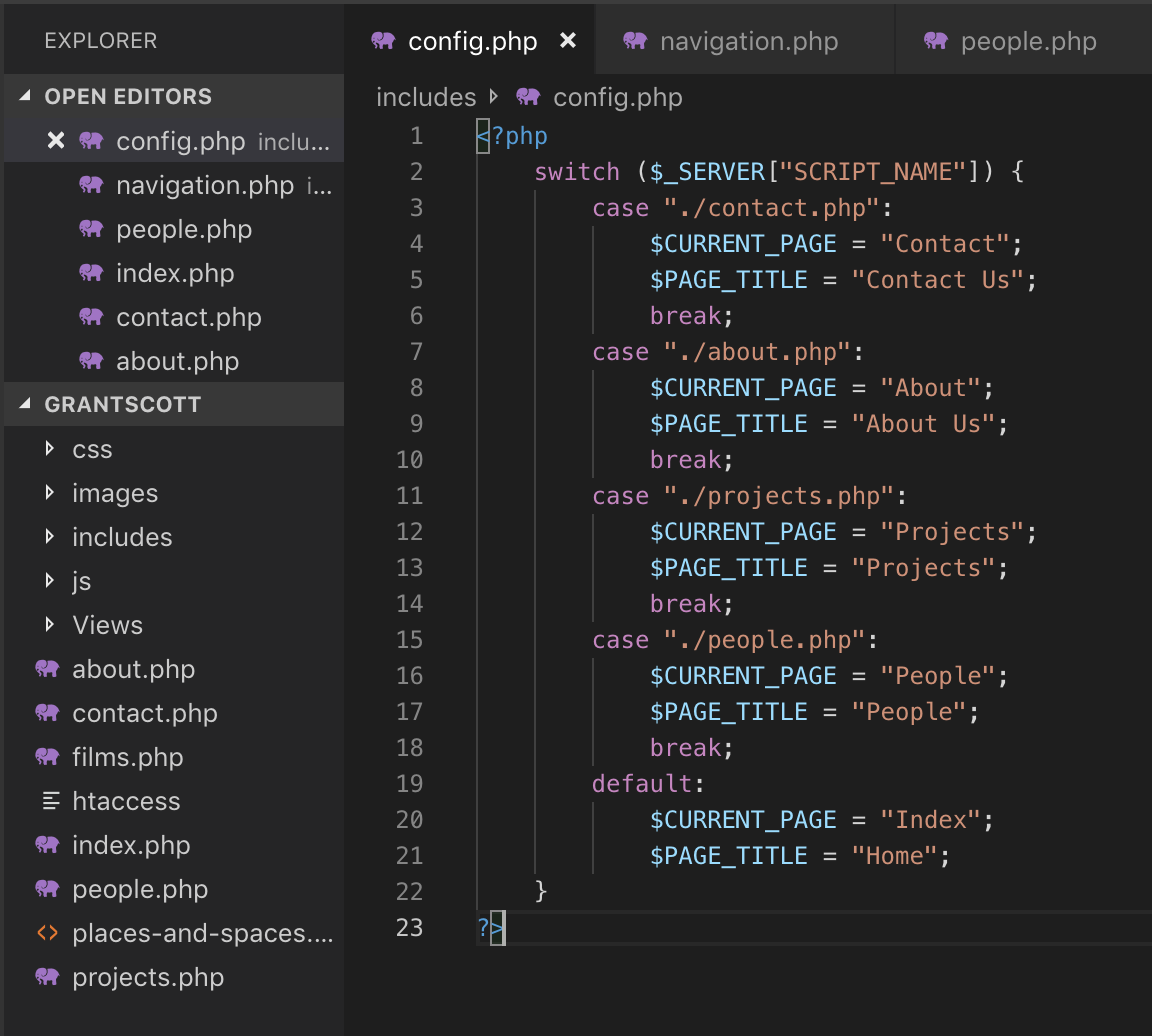 EXPLORER
OPEN EDITORS
config.php inclu...
navigation.php i...
people.php
index.php
contact.php
about.php
GRANTSCOTT
css
images
includes
js
Views
about.php
contact.php
films.php
htaccess
index.php
people.php
places-and-spaces....
projects.php
config.php navigation.php people.php
includes config.php
1 <?php
2 switch ($_SERVER["SCRIPT_NAME"]) {
3 case "./contact.php":
4 $CURRENT_PAGE = "Contact";
5 $PAGE_TITLE = "Contact Us";
6 break;
7 case "./about.php":
8 $CURRENT_PAGE = "About";
9 $PAGE_TITLE = "About Us";
10 break;
11 case "./projects.php":
12 $CURRENT_PAGE = "Projects";
13 $PAGE_TITLE = "Projects";
14 break;
15 case "./people.php":
16 $CURRENT_PAGE = "People";
17 $PAGE_TITLE = "People";
18 break;
19 default:
20 $CURRENT_PAGE = "Index";
21 $PAGE_TITLE = "Home";
22 }
23 ?>